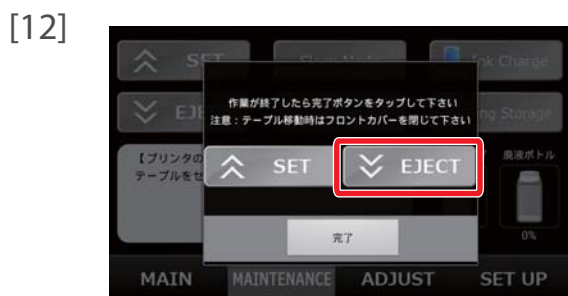 [12]
SET
Ink Charge
作業が終了したら完了ボタンをタップして下さい
注意：テーブル移動時はフロントカバーを閉じて下さい
EJE
ng Storage
【プリンタの
テーブルをセ
SET
EJECT
廃液ボトル
完了
0%
MAIN
MAINTENANCE
ADJUST
SET UP